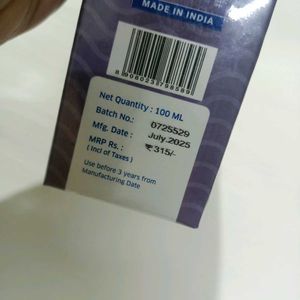 MADE IN INDIA
Net Quantity : 100 ML
Batch No.: 0725529
Mfg. Date : July.2025
MRP Rs. : ₹315/-
( Incl of Taxes )
Use before 3 years from
Manufacturing Date